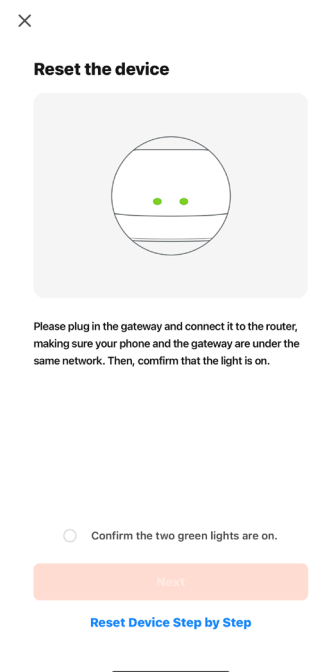 Reset the device
Please plug in the gateway and connect it to the router,
making sure your phone and the gateway are under the
same network. Then, comfirm that the light is on.
Confirm the two green lights are on.
Next
Reset Device Step by Step